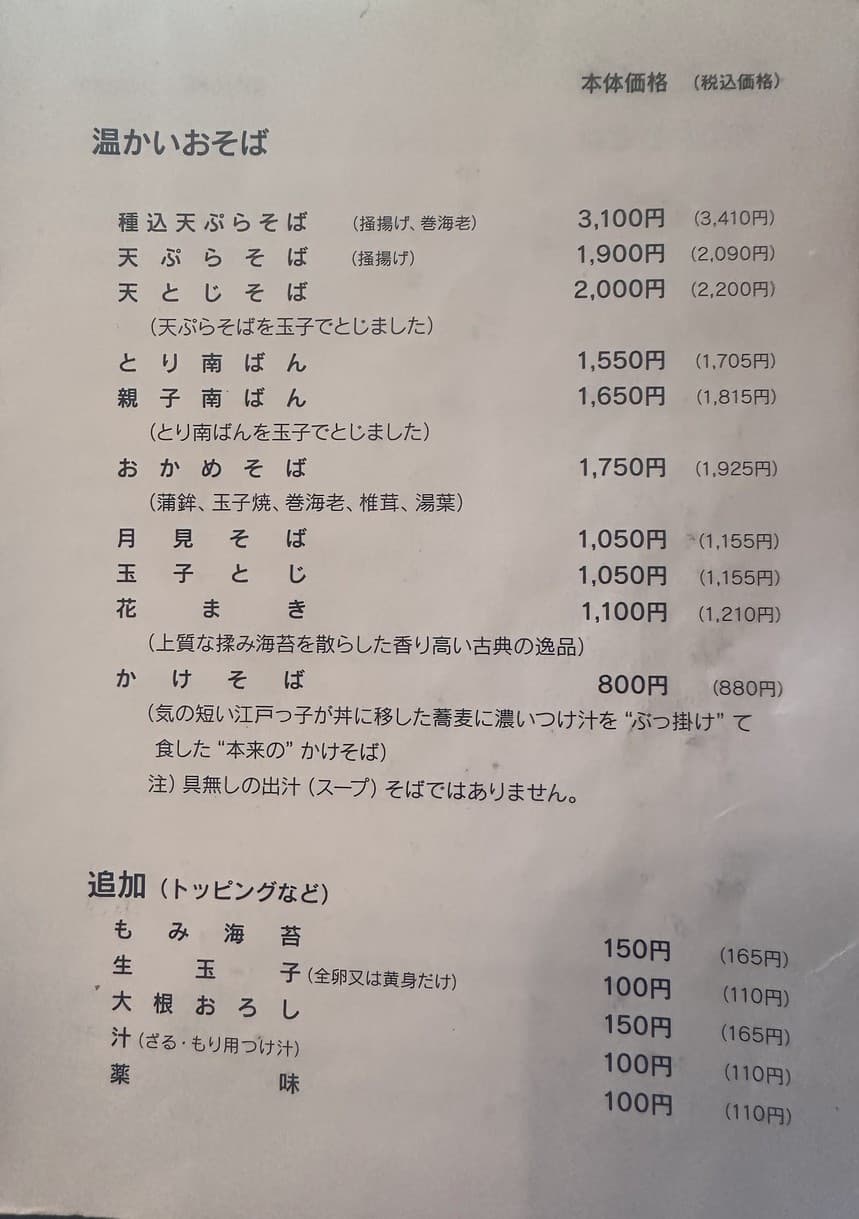 本体価格 （税込価格）
温かいおそば
種込天ぷらそば （掻揚げ、巻海老） 3,100円 （3,410円）
天ぷらそば （掻揚げ） 1,900円 （2,090円）
天とじそば 2,000円 （2,200円）
（天ぷらそばを玉子でとじました）
とり南ばん 1,550円 （1,705円）
親子南ばん 1,650円 （1,815円）
（とり南ばんを玉子でとじました）
おかめそば 1,750円 （1,925円）
（蒲鉾、玉子焼、巻海老、椎茸、湯葉）
月見そば 1,050円 （1,155円）
玉子とじ 1,050円 （1,155円）
花まき 1,100円 （1,210円）
（上質な揉み海苔を散らした香り高い古典の逸品）
かけそば 800円 （880円）
（気の短い江戸っ子が丼に移した蕎麦に濃いつけ汁を“ぶっ掛け”て
食した“本来の”かけそば）
注）具無しの出汁（スープ）そばではありません。
追加（トッピングなど）
もみ海苔 150円 （165円）
生玉子（全卵又は黄身だけ） 100円 （110円）
大根おろし 150円 （165円）
汁（ざる・もり用つけ汁） 100円 （110円）
薬味 100円 （110円）